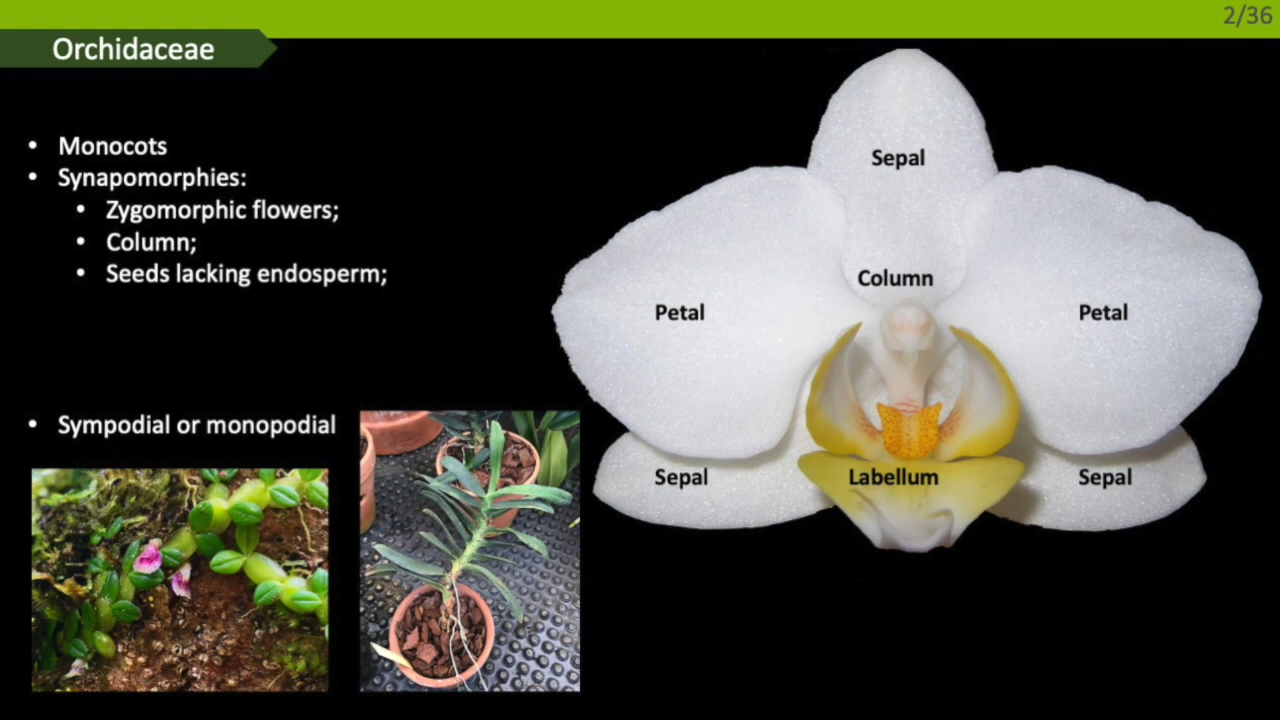 2/36
Orchidaceae
• Monocots
• Synapomorphies:
• Zygomorphic flowers;
• Column;
• Seeds lacking endosperm;
• Sympodial or monopodial
Sepal
Column
Petal
Petal
Sepal
Labellum
Sepal